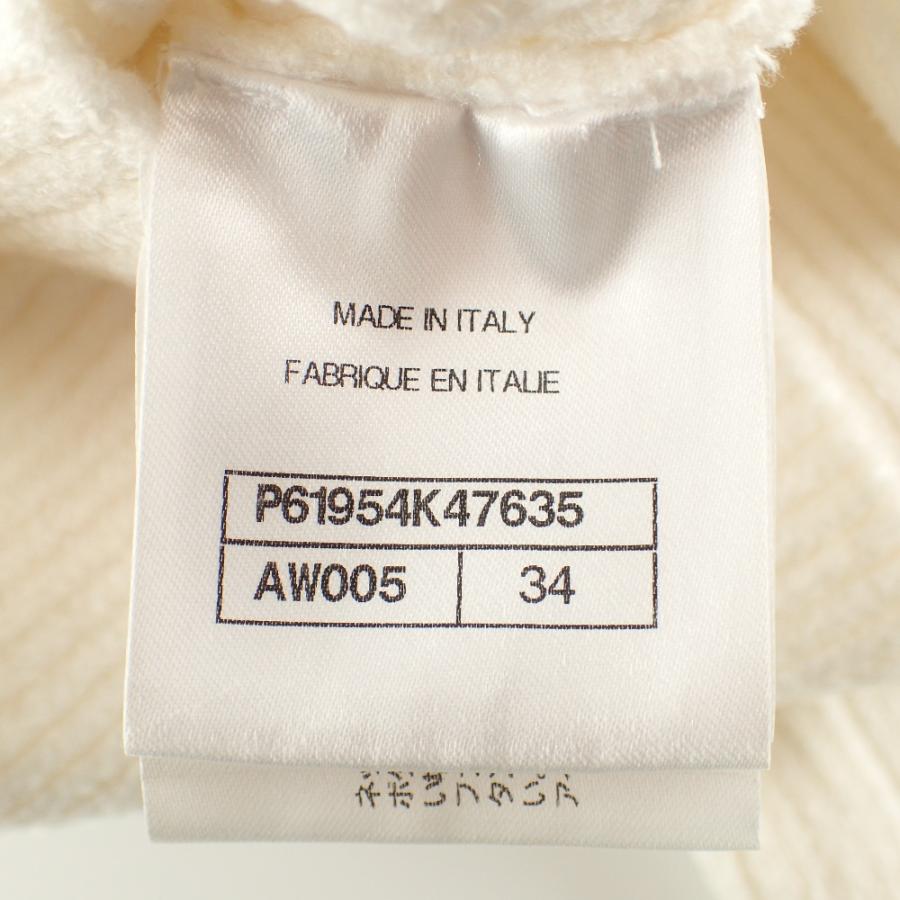 MADE IN ITALY
FABRIQUE EN ITALIE
P61954K47635
AW005 34